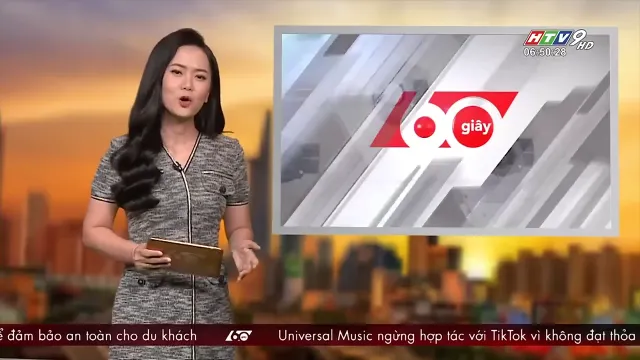 HTV9 HD
06:50:28
60 giây
ể đảm bảo an toàn cho du khách 60 Universal Music ngừng hợp tác với TikTok vì không đạt thỏa